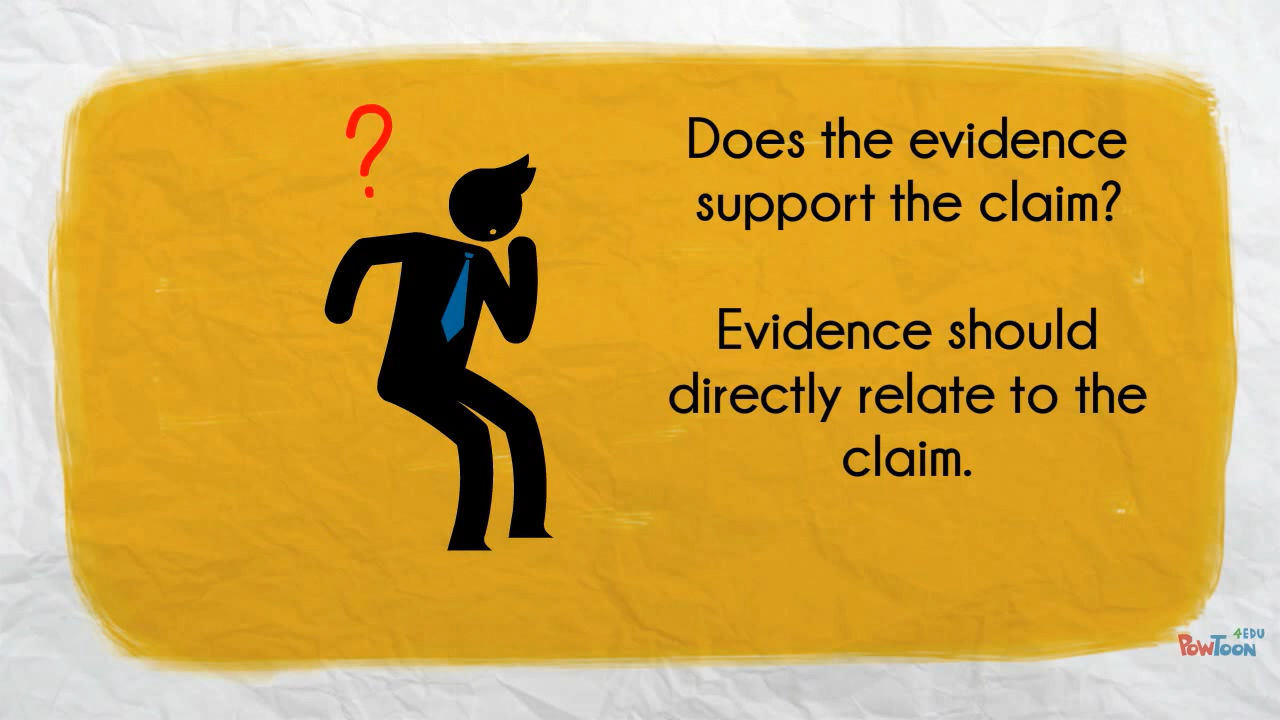 ?
Does the evidence
support the claim?
Evidence should
directly relate to the
claim.
4EDU
POWTOON